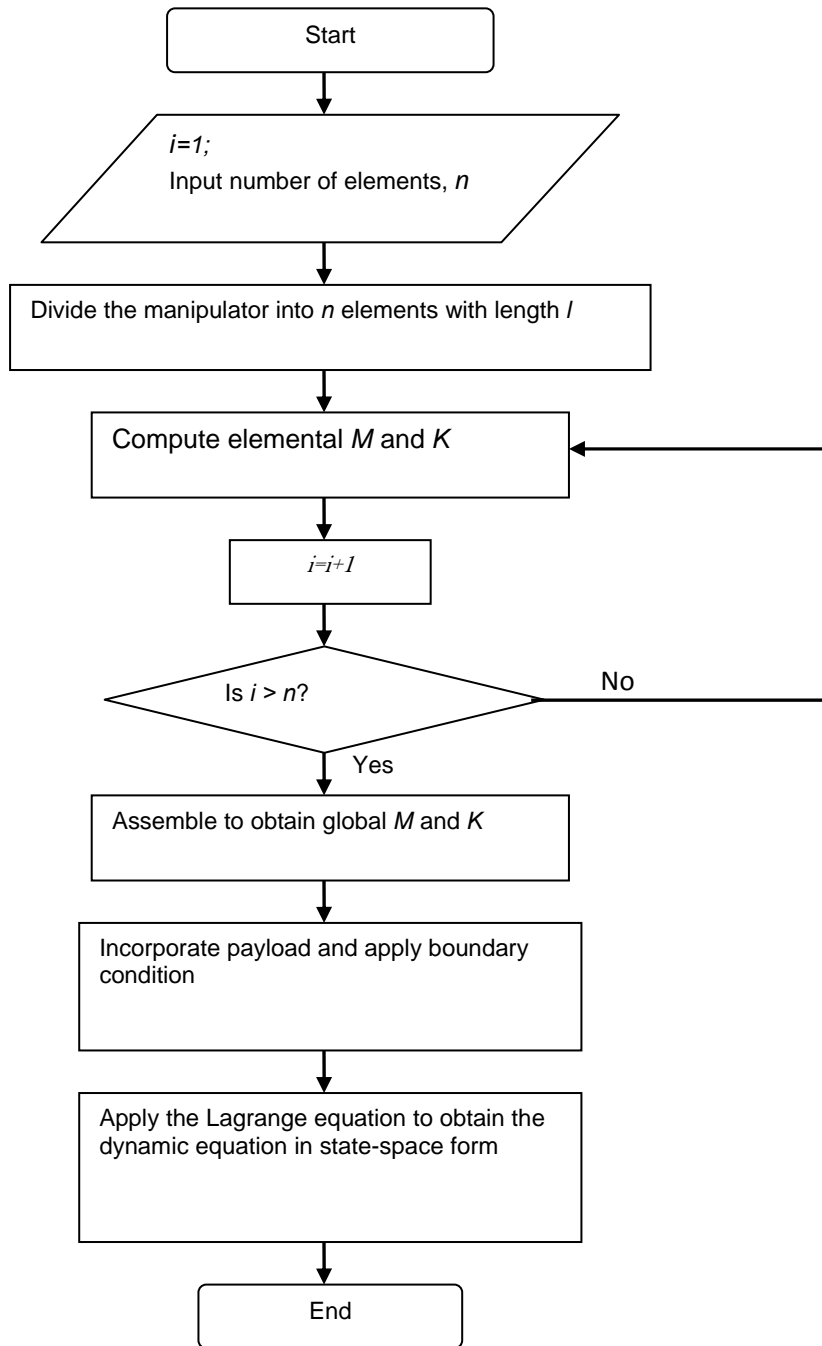 Start
i=1;
Input number of elements, n
Divide the manipulator into n elements with length l
Compute elemental M and K
i=i+1
Is i > n?
No
Yes
Assemble to obtain global M and K
Incorporate payload and apply boundary
condition
Apply the Lagrange equation to obtain the
dynamic equation in state-space form
End